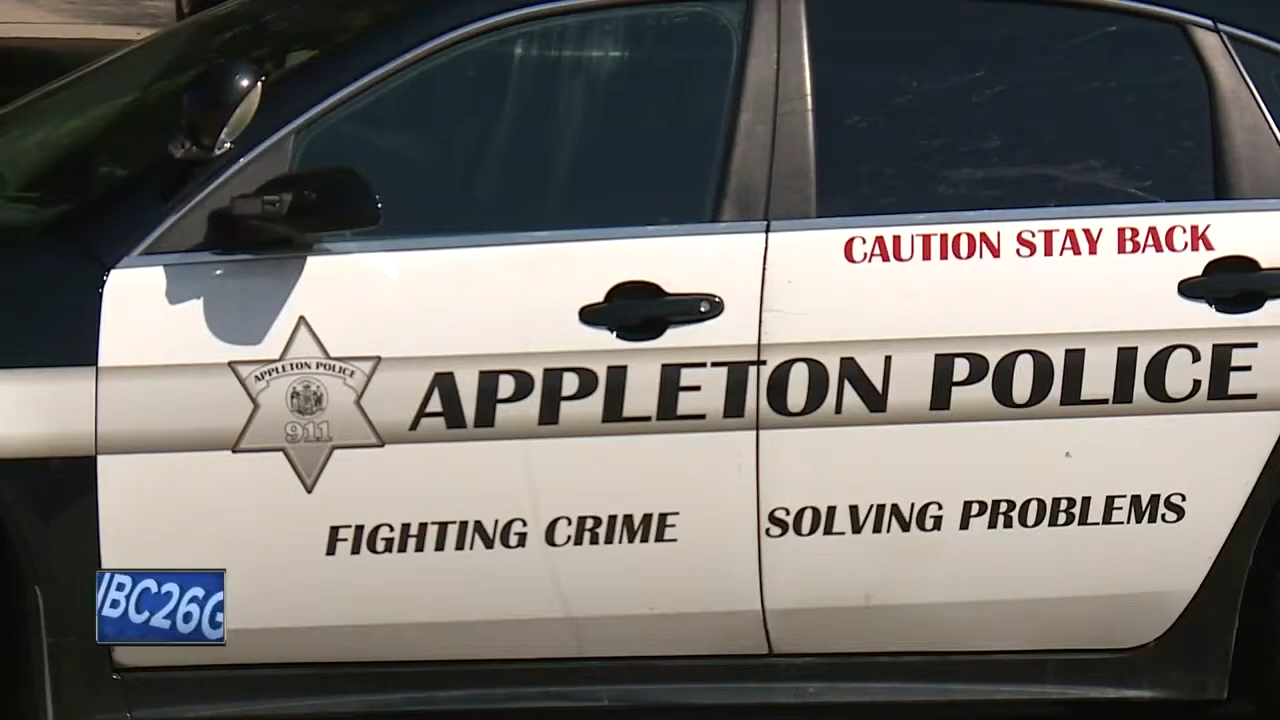 CAUTION STAY BACK
APPLETON POLICE
911
APPLETON POLICE
FIGHTING CRIME SOLVING PROBLEMS
NBC26G